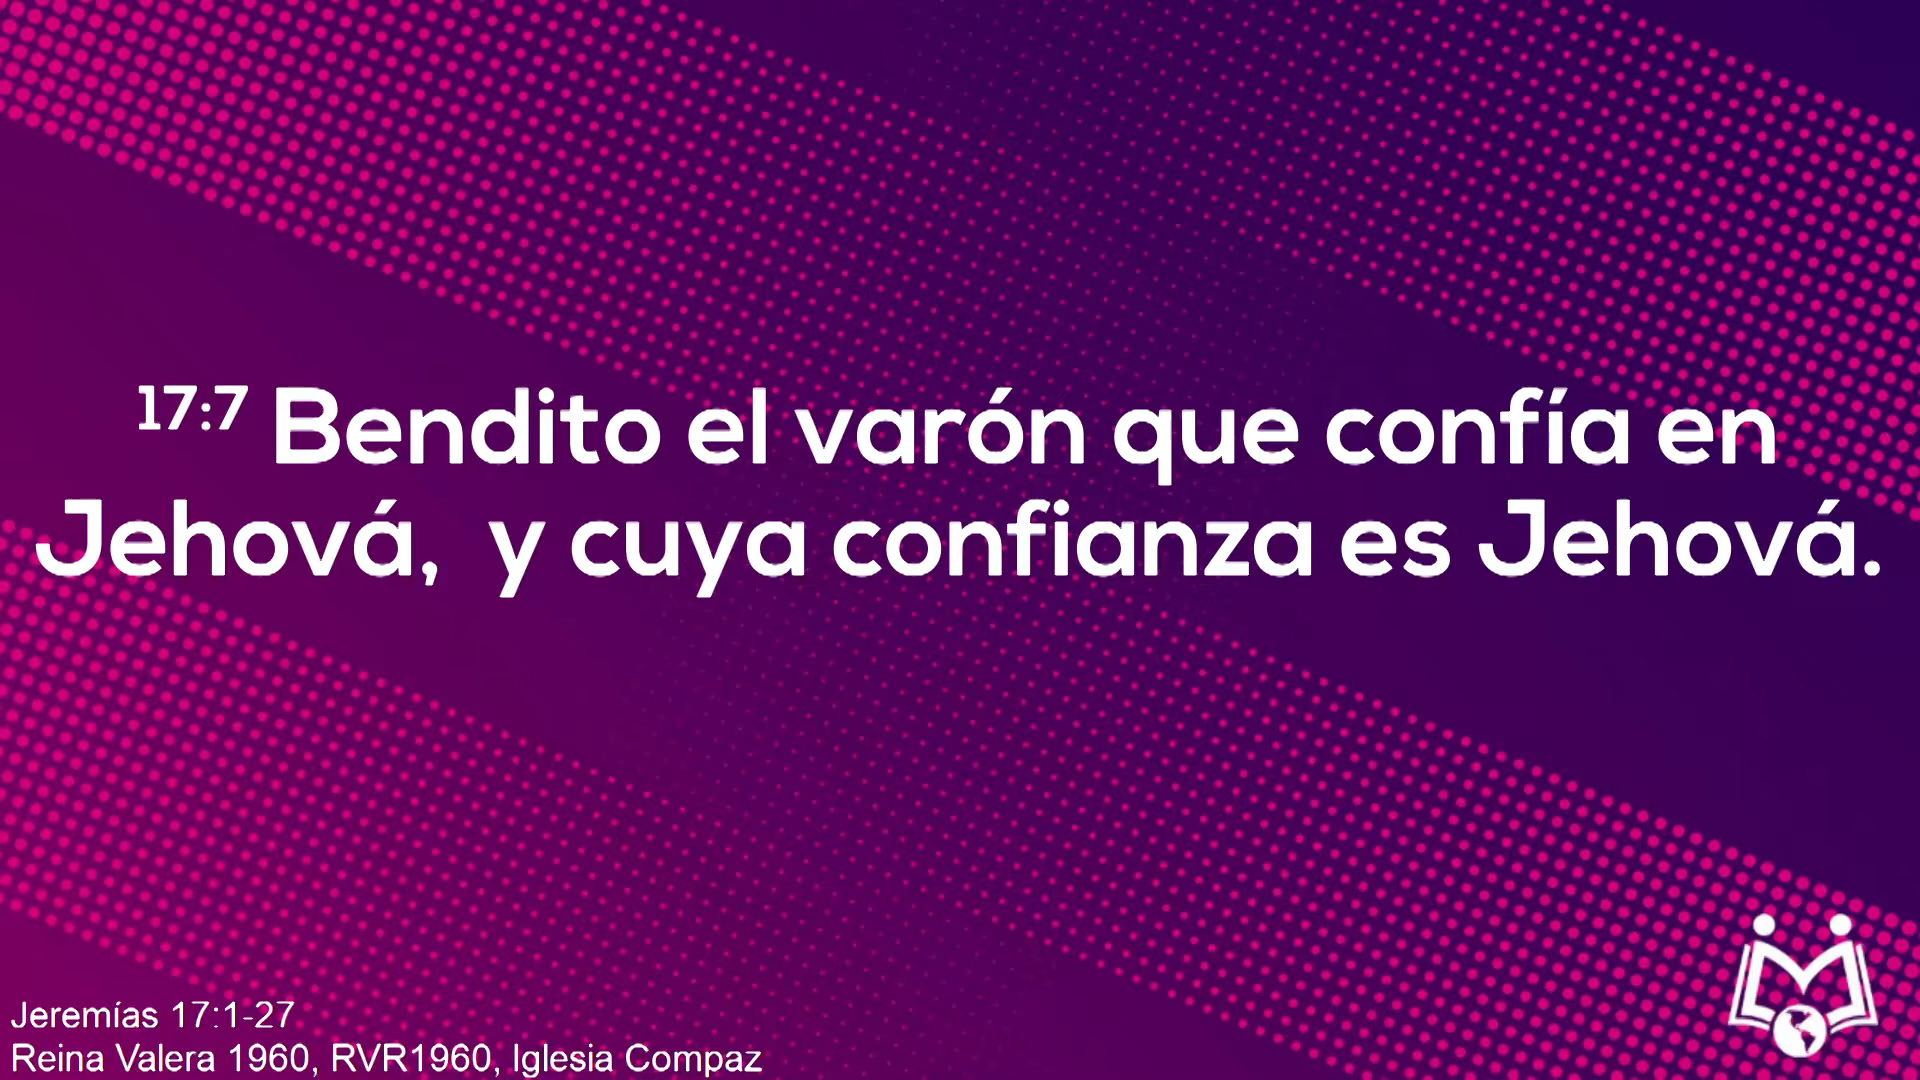 17:7 Bendito el varón que confía en
Jehová,  y cuya confianza es Jehová.
Jeremías 17:1-27
Reina Valera 1960, RVR1960, Iglesia Compaz